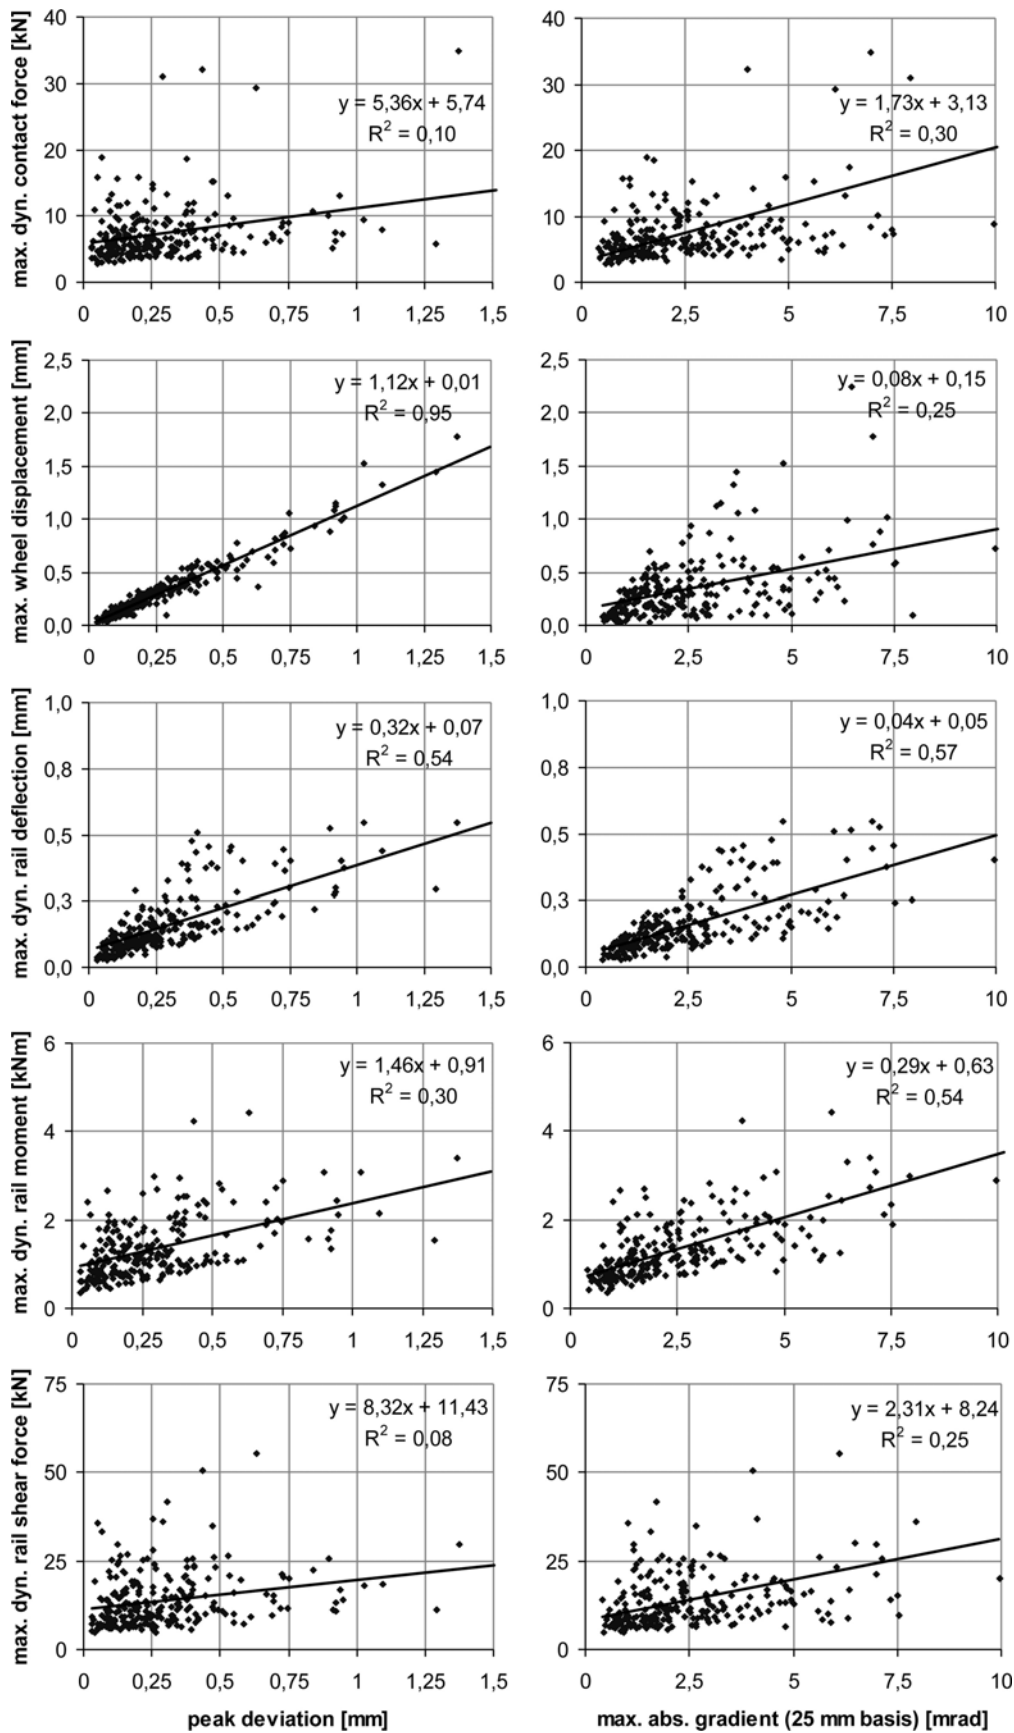 max. dyn. contact force [kN]
40
30
20
10
0
y = 5,36x + 5,74
R² = 0,10
0 0,25 0,5 0,75 1 1,25 1,5
40
30
20
10
0
y = 1,73x + 3,13
R² = 0,30
0 2,5 5 7,5 10
max. wheel displacement [mm]
2,5
2,0
1,5
1,0
0,5
0,0
y = 1,12x + 0,01
R² = 0,95
0 0,25 0,5 0,75 1 1,25 1,5
2,5
2,0
1,5
1,0
0,5
0,0
y = 0,08x + 0,15
R² = 0,25
0 2,5 5 7,5 10
max. dyn. rail deflection [mm]
1,0
0,8
0,5
0,3
0,0
y = 0,32x + 0,07
R² = 0,54
0 0,25 0,5 0,75 1 1,25 1,5
1,0
0,8
0,5
0,3
0,0
y = 0,04x + 0,05
R² = 0,57
0 2,5 5 7,5 10
max. dyn. rail moment [kNm]
6
4
2
0
y = 1,46x + 0,91
R² = 0,30
0 0,25 0,5 0,75 1 1,25 1,5
6
4
2
0
y = 0,29x + 0,63
R² = 0,54
0 2,5 5 7,5 10
max. dyn. rail shear force [kN]
75
50
25
0
y = 8,32x + 11,43
R² = 0,08
0 0,25 0,5 0,75 1 1,25 1,5
peak deviation [mm]
75
50
25
0
y = 2,31x + 8,24
R² = 0,25
0 2,5 5 7,5 10
max. abs. gradient (25 mm basis) [mrad]